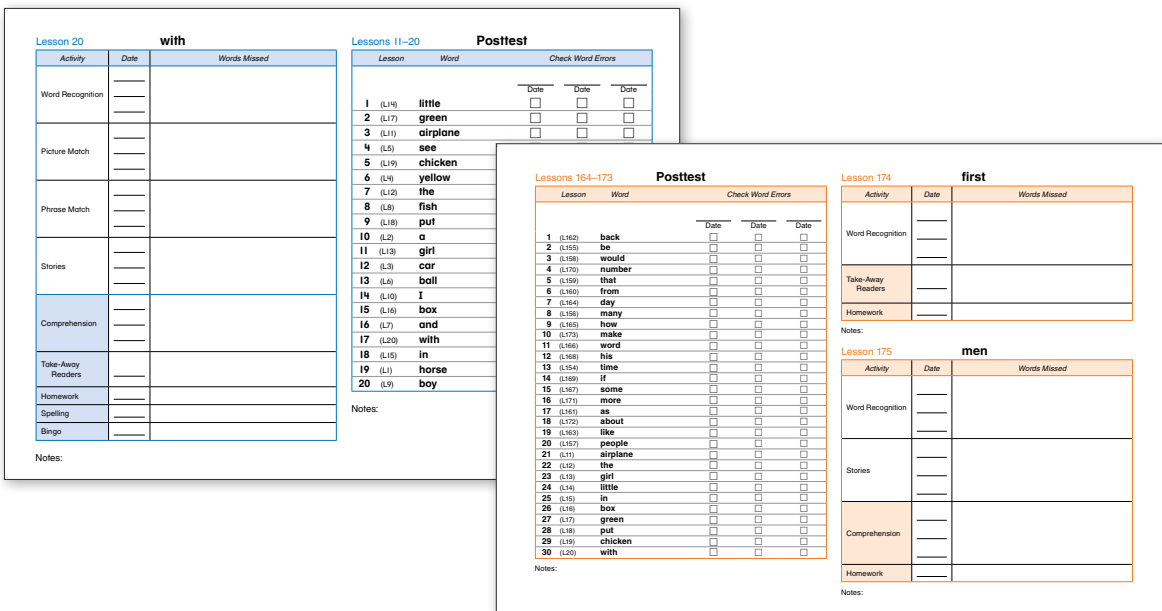 Lesson 20 with
Activity Date Words Missed
Word Recognition
Picture Match
Phrase Match
Stories
Comprehension
Take-Away
Readers
Homework
Spelling
Bingo
Notes:
Lessons 11–20 Posttest
Lesson Word Check Word Errors
Date Date Date
1 (L14) little
2 (L17) green
3 (L11) airplane
4 (L5) see
5 (L19) chicken
6 (L4) yellow
7 (L12) the
8 (L8) fish
9 (L18) put
10 (L2) a
11 (L13) girl
12 (L3) car
13 (L6) ball
14 (L10) I
15 (L16) box
16 (L7) and
17 (L20) with
18 (L15) in
19 (L1) horse
20 (L9) boy
Notes:
Lessons 164–173 Posttest
Lesson Word Check Word Errors
Date Date Date
1 (L162) back
2 (L155) be
3 (L158) would
4 (L170) number
5 (L159) that
6 (L160) from
7 (L164) day
8 (L156) many
9 (L165) how
10 (L173) make
11 (L166) word
12 (L168) his
13 (L154) time
14 (L169) if
15 (L167) some
16 (L171) more
17 (L161) as
18 (L172) about
19 (L163) like
20 (L157) people
21 (L11) airplane
22 (L12) the
23 (L13) girl
24 (L14) little
25 (L15) in
26 (L16) box
27 (L17) green
28 (L18) put
29 (L19) chicken
30 (L20) with
Notes:
Lesson 174 first
Activity Date Words Missed
Word Recognition
Take-Away
Readers
Homework
Notes:
Lesson 175 men
Activity Date Words Missed
Word Recognition
Stories
Comprehension
Homework
Notes: